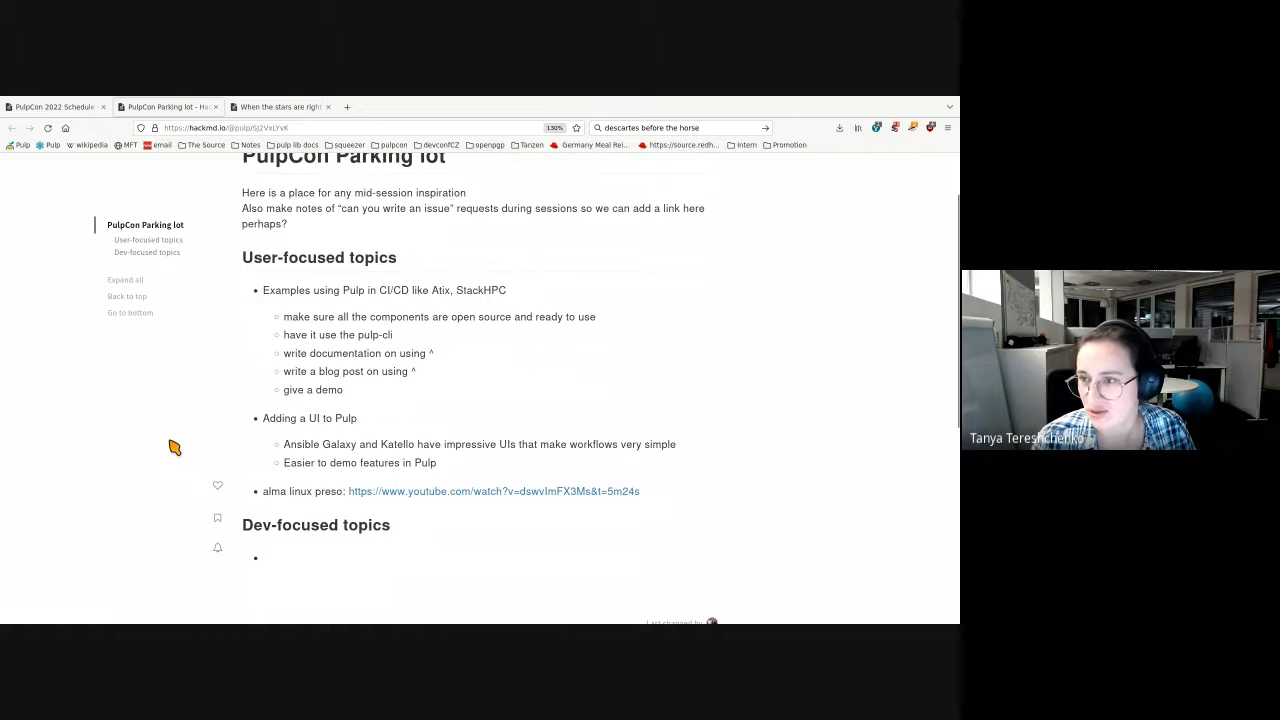 PulpCon 2022 Schedule
PulpCon Parking lot - Hac
When the stars are right
https://hackmd.io/@pulp/SJ2VxLYvK
130%
descartes before the horse
Pulp
Pulp
wikipedia
MFT
email
The Source
Notes
pulp lib docs
squeezer
pulpcon
devconfCZ
openpgp
Tanzen
Germany Meal Rei...
https://source.redh...
Intern
Promotion
PulpCon Parking lot
Here is a place for any mid-session inspiration
Also make notes of “can you write an issue” requests during sessions so we can add a link here
perhaps?
PulpCon Parking lot
User-focused topics
Dev-focused topics
Expand all
Back to top
Go to bottom
User-focused topics
• Examples using Pulp in CI/CD like Atix, StackHPC
○ make sure all the components are open source and ready to use
○ have it use the pulp-cli
○ write documentation on using ^
○ write a blog post on using ^
○ give a demo
• Adding a UI to Pulp
○ Ansible Galaxy and Katello have impressive UIs that make workflows very simple
○ Easier to demo features in Pulp
• alma linux preso: https://www.youtube.com/watch?v=dswvImFX3Ms&t=5m24s
Dev-focused topics
•
Last changed by
Tanya Tereshchenko